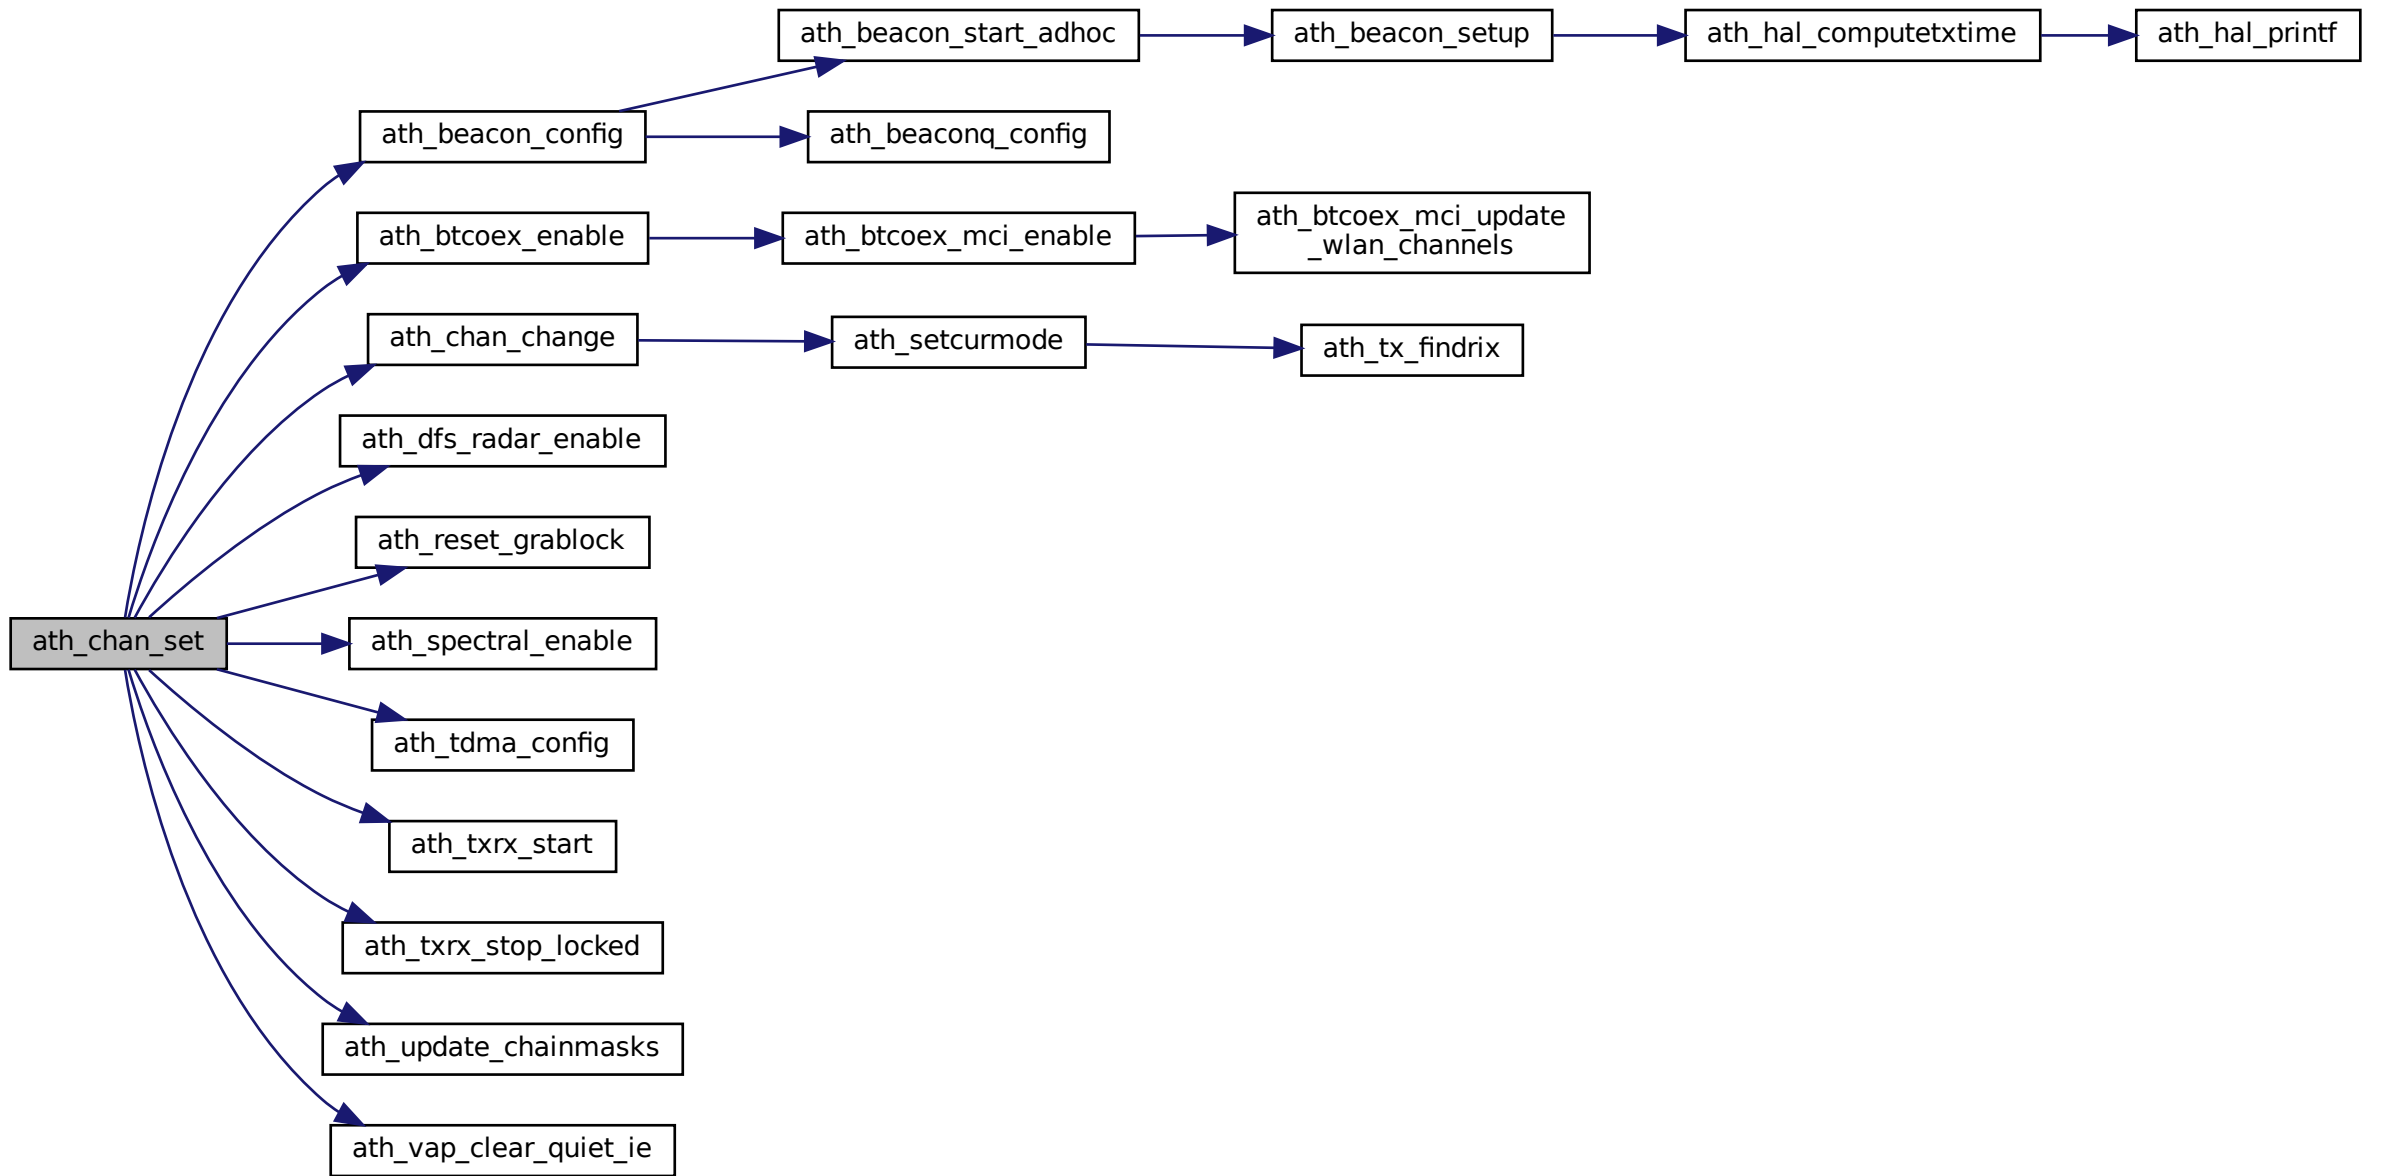 ath_beacon_start_adhoc
ath_beacon_setup
ath_hal_computetxtime
ath_hal_printf
ath_beacon_config
ath_beaconq_config
ath_btcoex_enable
ath_btcoex_mci_enable
ath_btcoex_mci_update
_wlan_channels
ath_chan_change
ath_setcurmode
ath_tx_findrix
ath_dfs_radar_enable
ath_reset_grablock
ath_chan_set
ath_spectral_enable
ath_tdma_config
ath_txrx_start
ath_txrx_stop_locked
ath_update_chainmasks
ath_vap_clear_quiet_ie